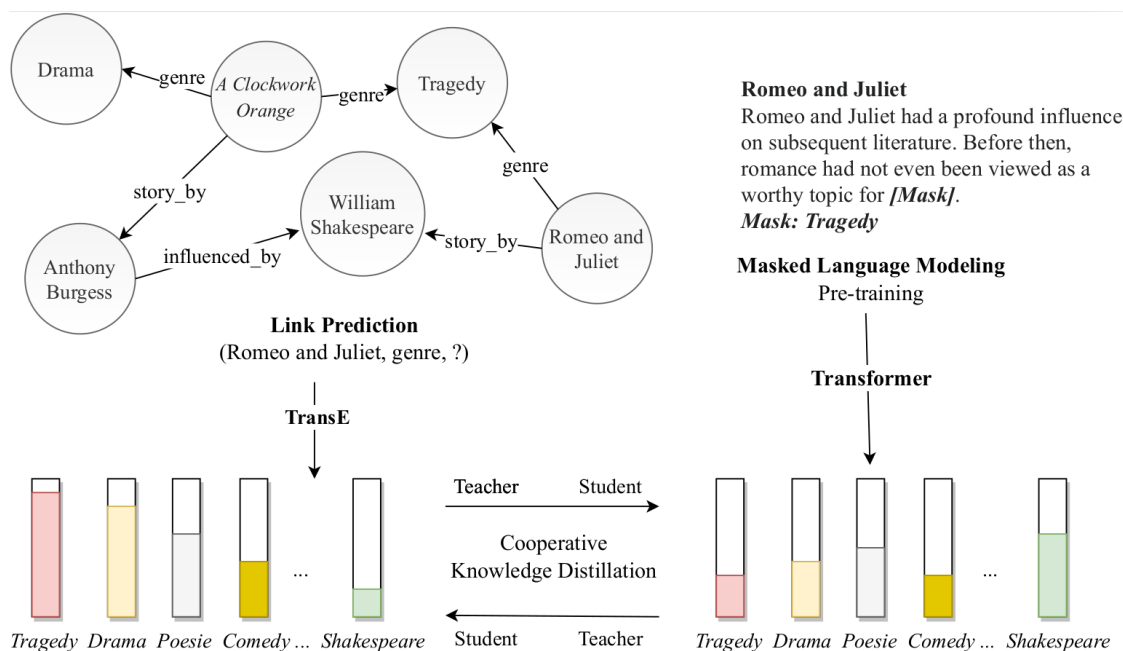 Drama
genre
A Clockwork
Orange
genre
Tragedy
genre
story_by
William
Shakespeare
story_by
Romeo and
Juliet
Anthony
Burgess
influenced_by
Link Prediction
(Romeo and Juliet, genre, ?)
TransE
Romeo and Juliet
Romeo and Juliet had a profound influence
on subsequent literature. Before then,
romance had not even been viewed as a
worthy topic for [Mask].
Mask: Tragedy
Masked Language Modeling
Pre-training
Transformer
Teacher Student
Cooperative
Knowledge Distillation
Student Teacher
...
Tragedy Drama Poesie Comedy ... Shakespeare
...
Tragedy Drama Poesie Comedy ... Shakespeare